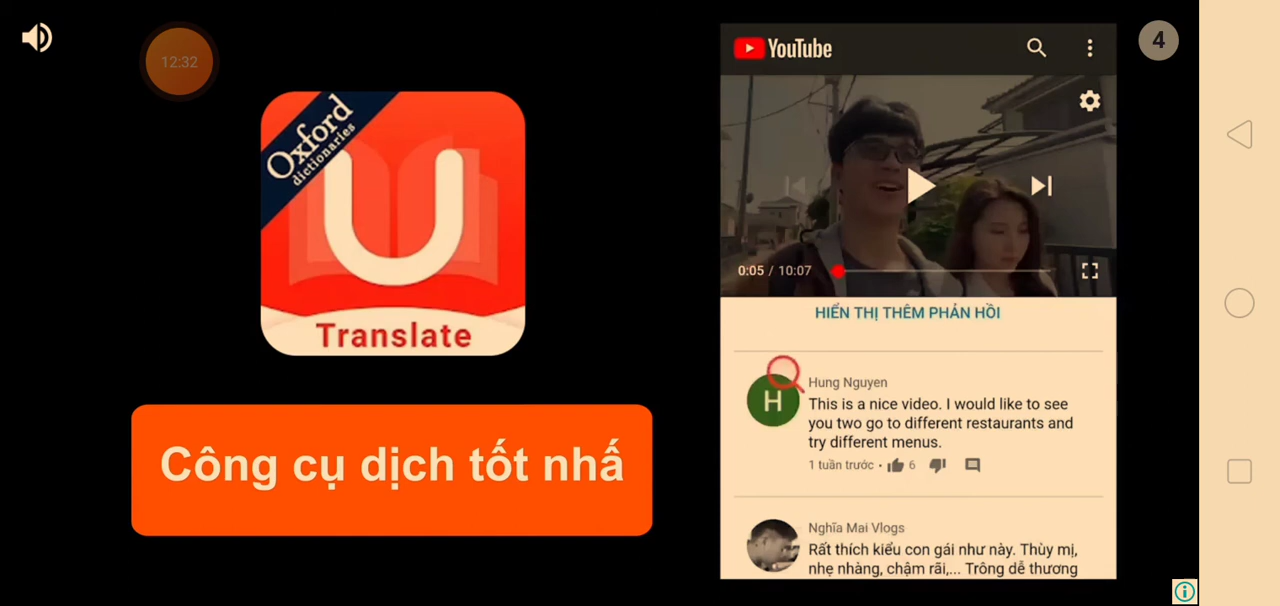 12:32
Oxford
dictionaries
Translate
Công cụ dịch tốt nhấ
YouTube
4
0:05 / 10:07
HIỂN THỊ THÊM PHẢN HỒI
H
Hung Nguyen
This is a nice video. I would like to see
you two go to different restaurants and
try different menus.
1 tuần trước • 6
Nghĩa Mai Vlogs
Rất thích kiểu con gái như này. Thùy mị,
nhẹ nhàng, chậm rãi,... Trông dễ thương